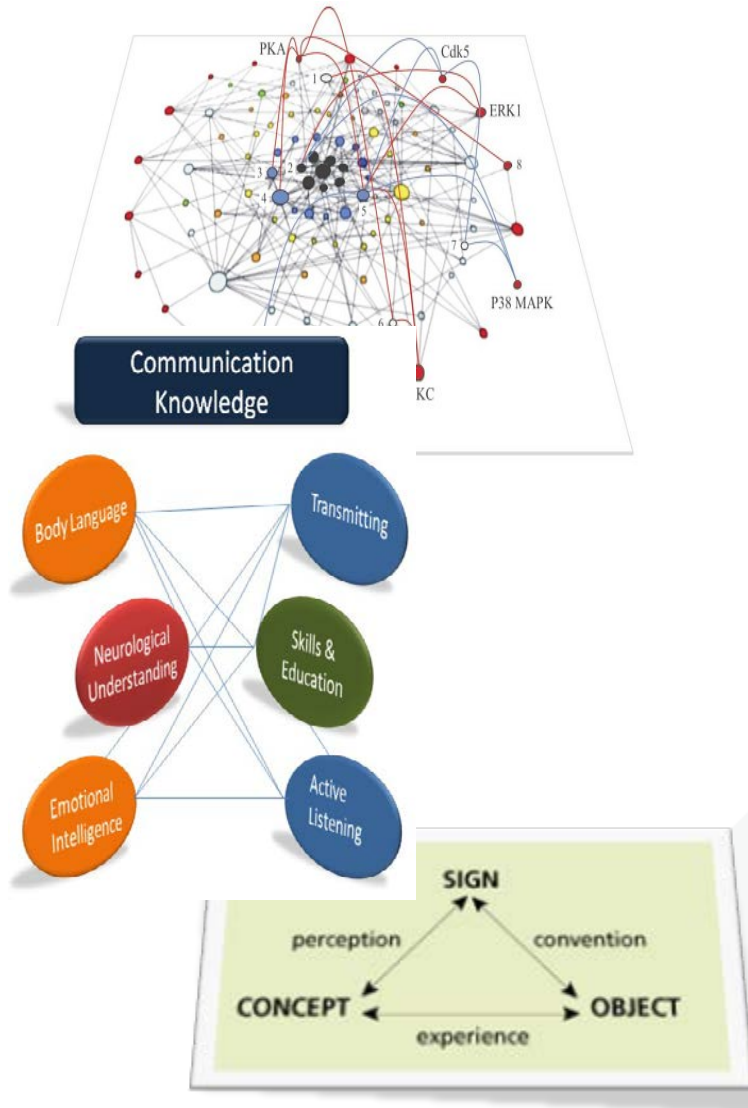 PKA
Cdk5
1
ERK1
2
3
8
4
5
7
P38 MAPK
6
KC
Communication
Knowledge
Body Language
Transmitting
Neurological
Understanding
Skills &
Education
Emotional
Intelligence
Active
Listening
SIGN
perception
convention
CONCEPT
OBJECT
experience